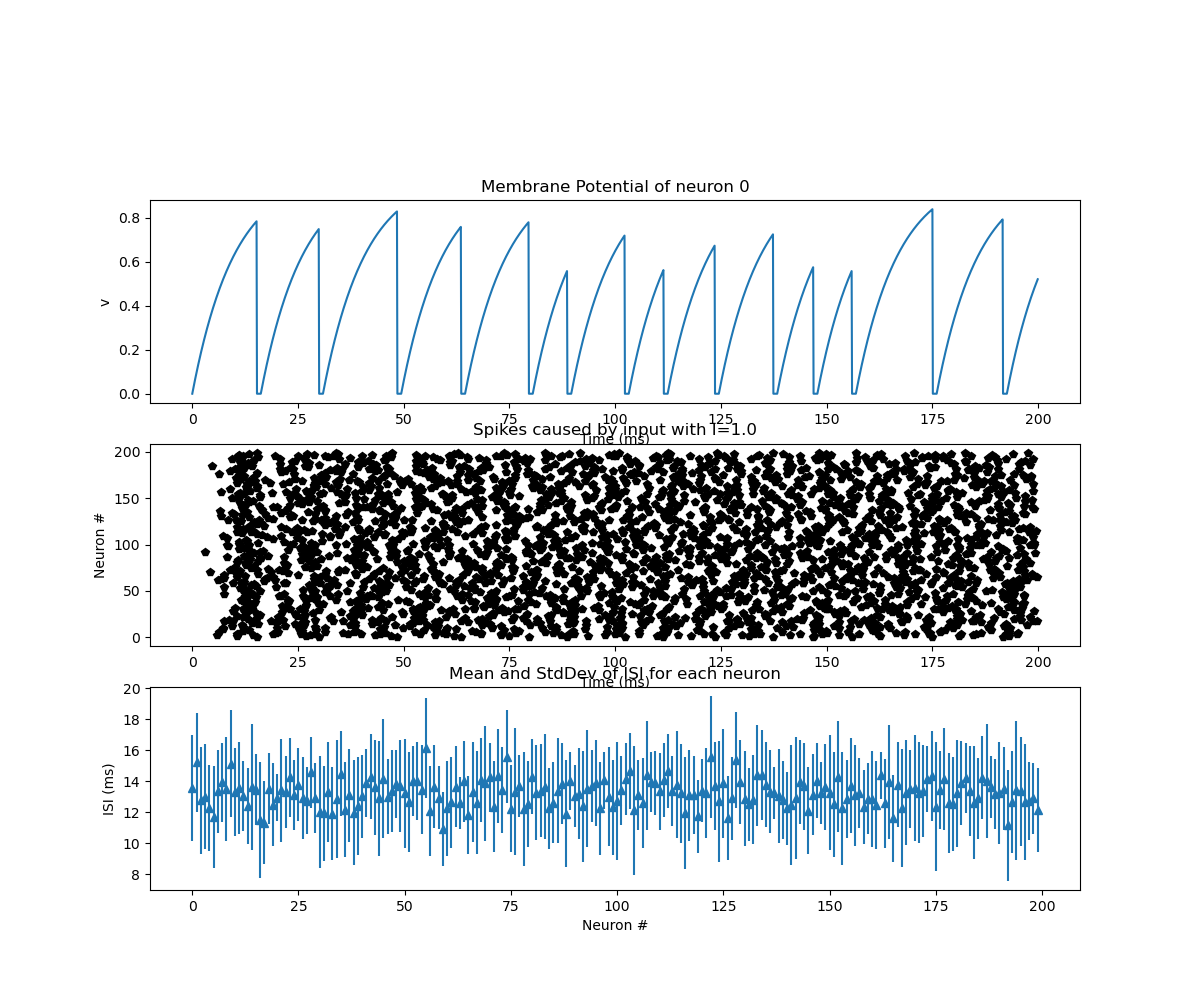 Membrane Potential of neuron 0
0.8
0.6
0.4
0.2
0.0
v
0 25 50 75 100 125 150 175 200
Time (ms)
Spikes caused by input with I=1.0
200
150
100
50
0
Neuron #
0 25 50 75 100 125 150 175 200
Time (ms)
Mean and StdDev of ISI for each neuron
20
18
16
14
12
10
8
ISI (ms)
0 25 50 75 100 125 150 175 200
Neuron #